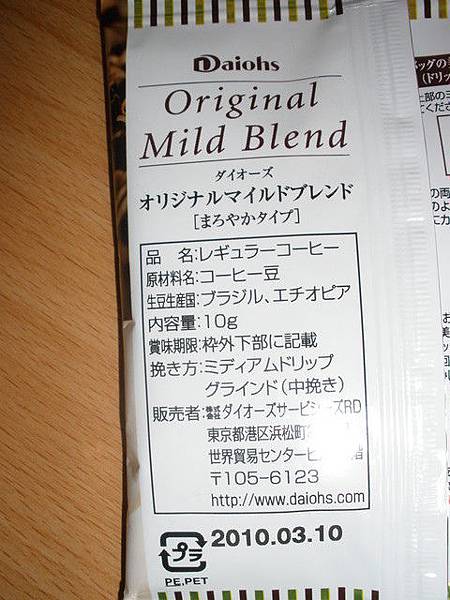 Daiohs
Original
Mild Blend
ダイオーズ
オリジナルマイルドブレンド
[まろやかタイプ]
品 名:レギュラーコーヒー
原材料名:コーヒー豆
生豆生産国:ブラジル、エチオピア
内容量:10g
賞味期限:枠外下部に記載
挽き方:ミディアムドリップ
グラインド(中挽き)
販売者:株式会社ダイオーズサービシーズRD
東京都港区浜松町
世界貿易センタービ
〒105-6123
http://www.daiohs.com
プラ
2010.03.10
PE,PET